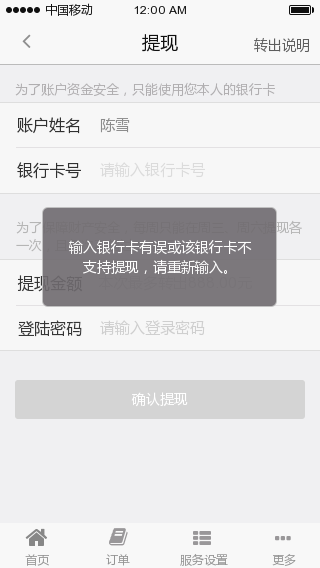 中国移动 12:00 AM
提现 转出说明
为了账户资金安全，只能使用您本人的银行卡
账户姓名 陈雪
银行卡号 请输入银行卡号
为了
现各
一次
输入银行卡有误或该银行卡不
支持提现，请重新输入。
提现金额
登陆密码 请输入登录密码
确认提现
首页 订单 服务设置 更多